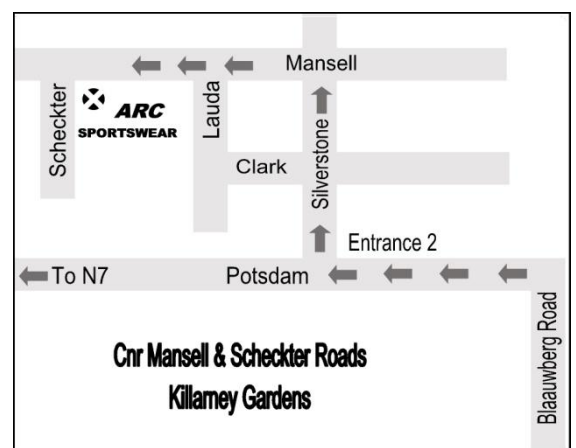 Mansell
Scheckter
ARC
SPORTSWEAR
Lauda
Clark
Silverstone
Entrance 2
To N7
Potsdam
Blaauwberg Road
Cnr Mansell & Scheckter Roads
Killarney Gardens